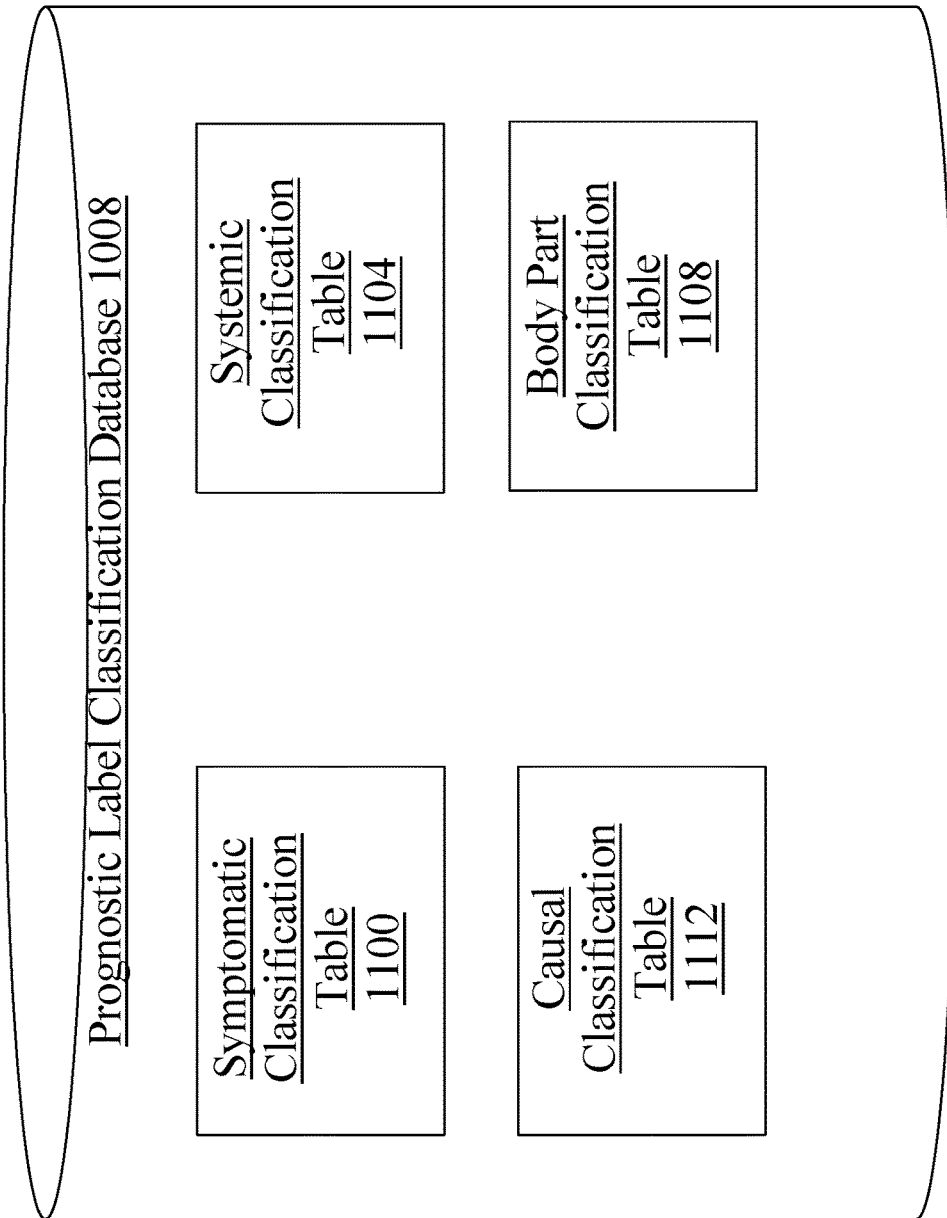 Prognostic Label Classification Database 1008
Symptomatic
Classification
Table
1100
Systemic
Classification
Table
1104
Causal
Classification
Table
1112
Body Part
Classification
Table
1108